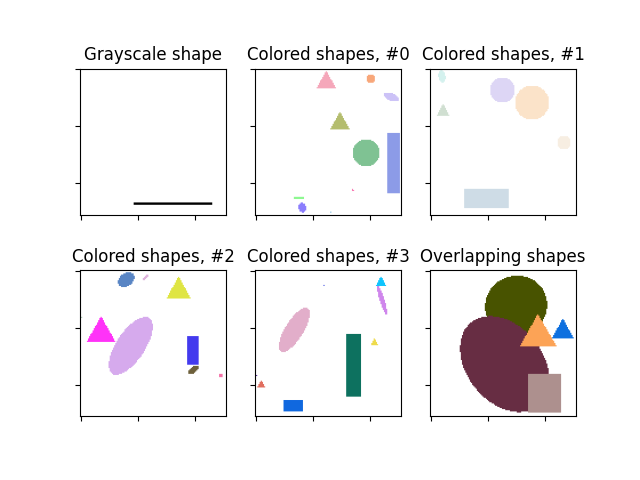 Grayscale shape
Colored shapes, #0
Colored shapes, #1
Colored shapes, #2
Colored shapes, #3
Overlapping shapes